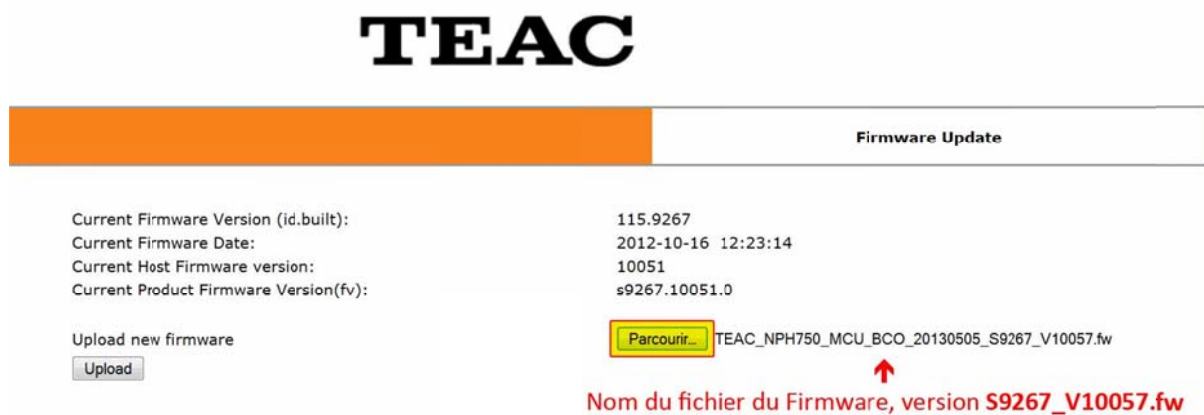 TEAC
Firmware Update
Current Firmware Version (id.built): 115.9267
Current Firmware Date: 2012-10-16 12:23:14
Current Host Firmware version: 10051
Current Product Firmware Version(fv): s9267.10051.0
Upload new firmware Parcourir... TEAC_NPH750_MCU_BCO_20130505_S9267_V10057.fw
Upload
Nom du fichier du Firmware, version S9267_V10057.fw